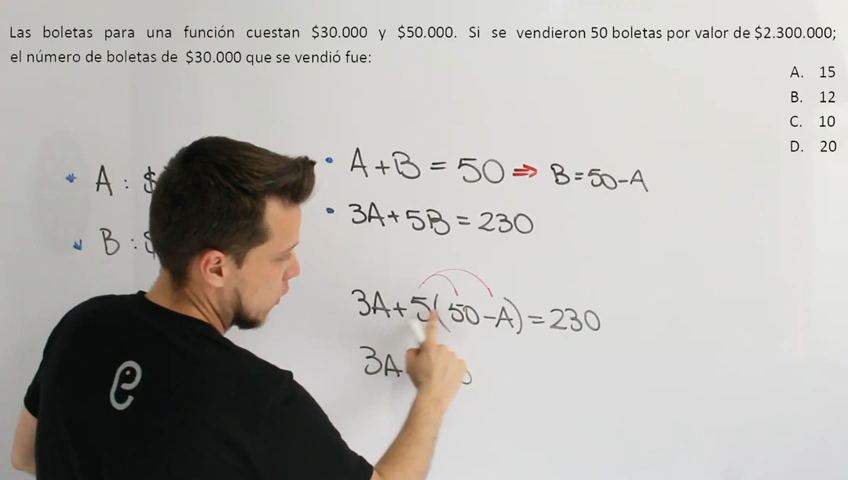 Las boletas para una función cuestan $30.000 y $50.000. Si se vendieron 50 boletas por valor de $2.300.000;
el número de boletas de $30.000 que se vendió fue:
A. 15
B. 12
C. 10
D. 20
A : $
B : $
A + B = 50 ⇒ B = 50 - A
3A + 5B = 230
3A + 5(50 - A) = 230
3A